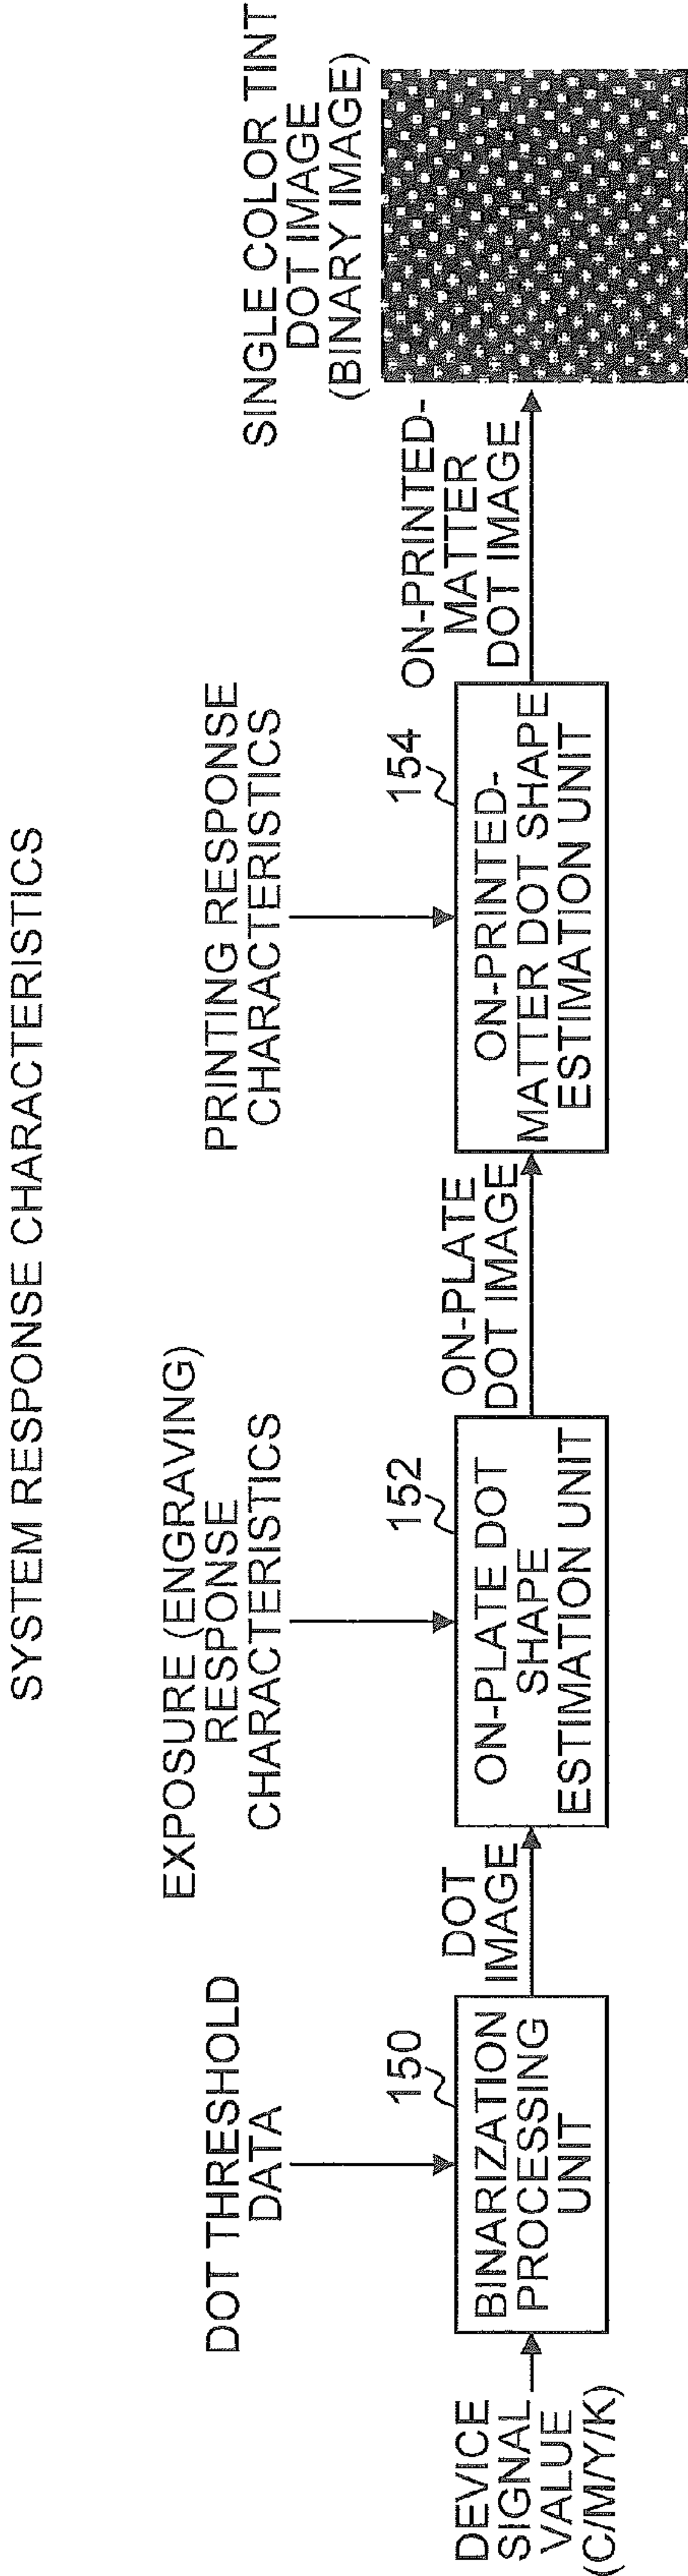 SYSTEM RESPONSE CHARACTERISTICS
DEVICE
SIGNAL
VALUE
(C/M/Y/K)
DOT THRESHOLD
DATA
150
BINARIZATION
PROCESSING
UNIT
DOT
IMAGE
EXPOSURE (ENGRAVING)
RESPONSE
CHARACTERISTICS
152
ON-PLATE DOT
SHAPE
ESTIMATION UNIT
ON-PLATE
DOT IMAGE
PRINTING RESPONSE
CHARACTERISTICS
154
ON-PRINTED-
MATTER DOT SHAPE
ESTIMATION UNIT
ON-PRINTED-
MATTER
DOT IMAGE
SINGLE COLOR TINT
DOT IMAGE
(BINARY IMAGE)